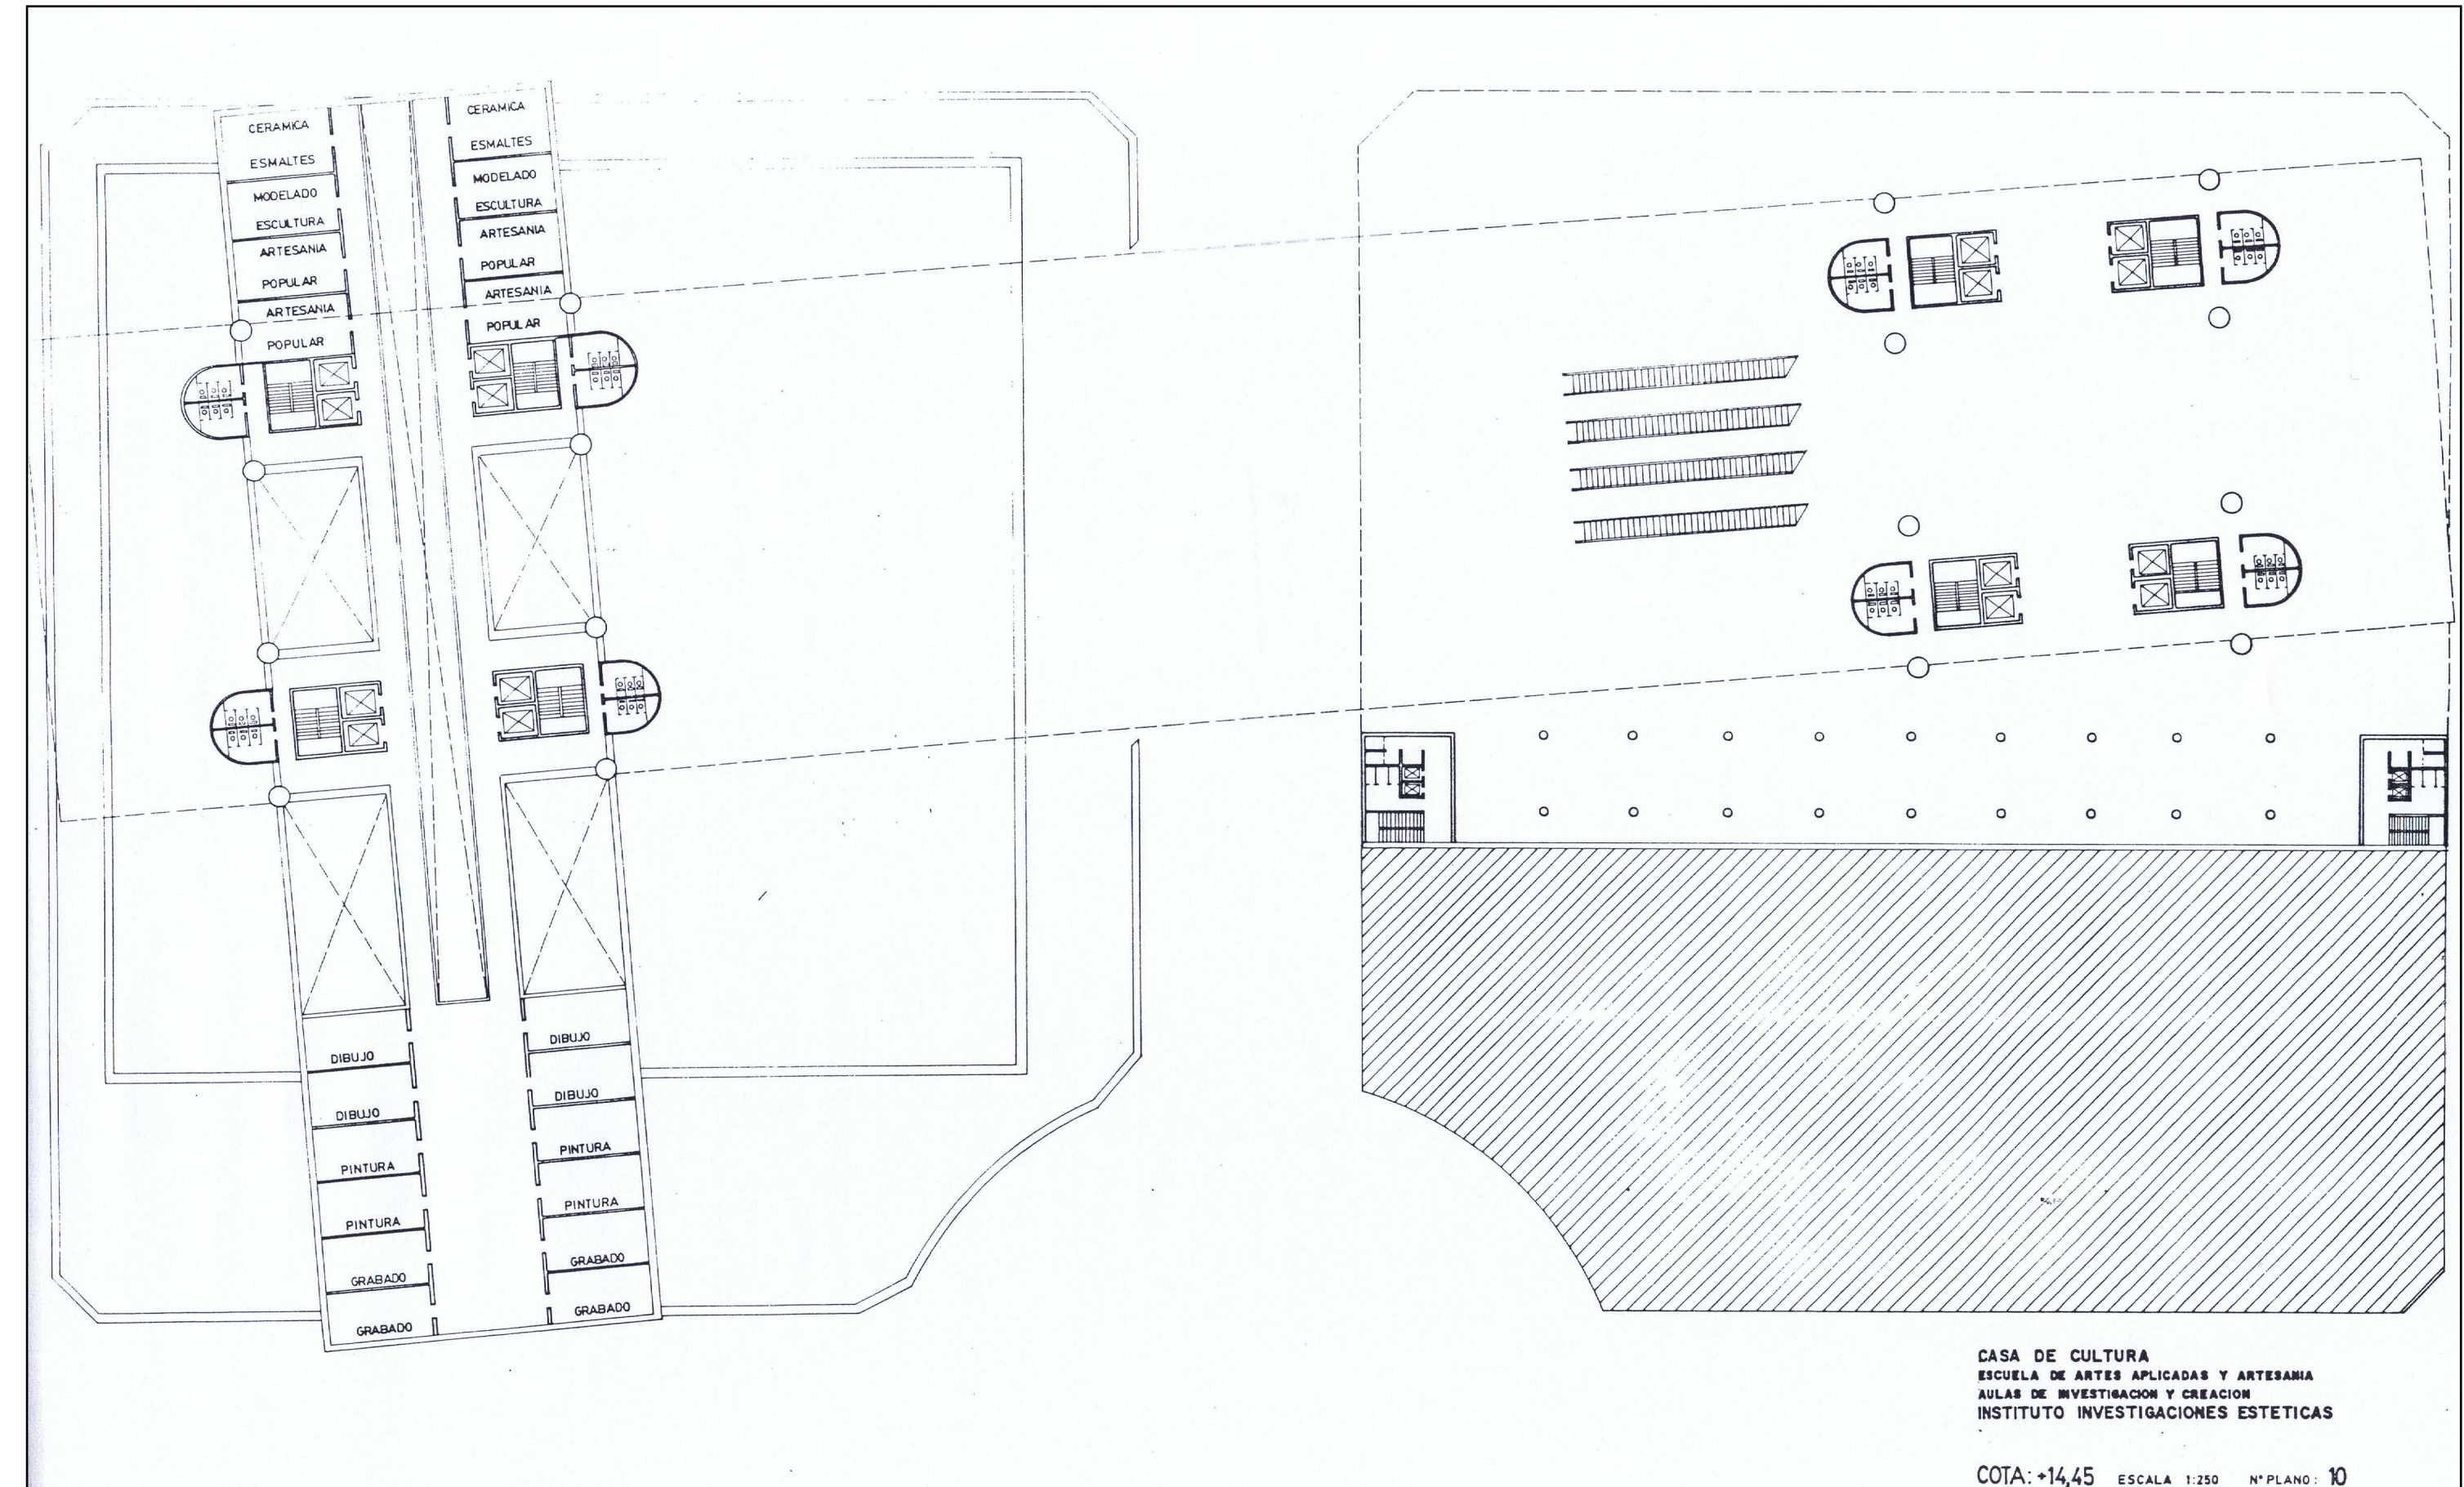 CERAMICA
ESMALTES
MODELADO
ESCULTURA
ARTESANIA
POPULAR
ARTESANIA
POPULAR
CERAMICA
ESMALTES
MODELADO
ESCULTURA
ARTESANIA
POPULAR
ARTESANIA
POPULAR
DIBUJO
DIBUJO
PINTURA
PINTURA
GRABADO
GRABADO
DIBUJO
DIBUJO
PINTURA
PINTURA
GRABADO
GRABADO
CASA DE CULTURA
ESCUELA DE ARTES APLICADAS Y ARTESANIA
AULAS DE INVESTIGACION Y CREACION
INSTITUTO INVESTIGACIONES ESTETICAS
COTA: +14,45 ESCALA 1:250 Nº PLANO: 10